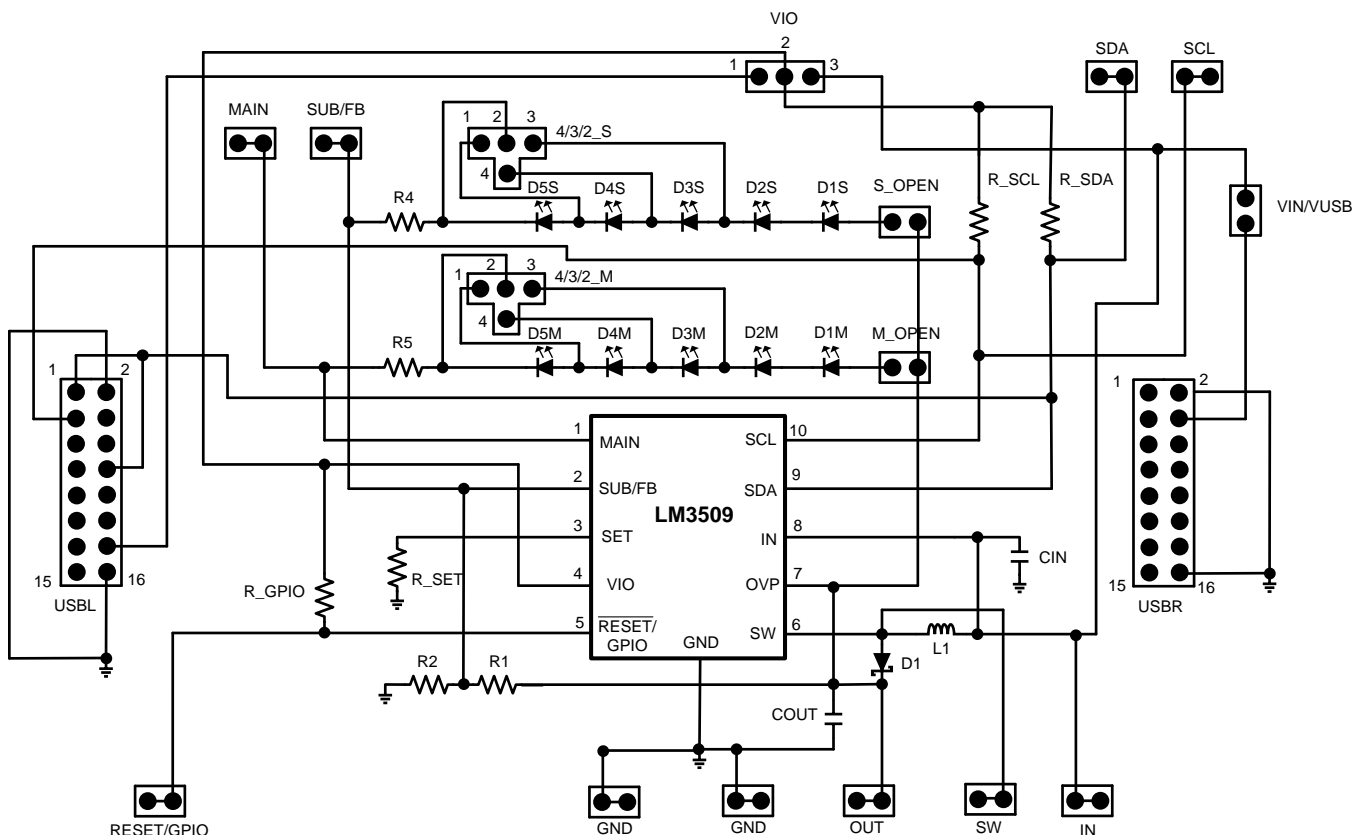 VIO
2
1
3
SDA
SCL
MAIN
SUB/FB
1
2
3
4/3/2_S
4
R4
D5S
D4S
D3S
D2S
D1S
S_OPEN
R_SCL
R_SDA
VIN/VUSB
1
2
3
4/3/2_M
4
R5
D5M
D4M
D3M
D2M
D1M
M_OPEN
1
2
15
16
USBL
1
2
15
16
USBR
1
MAIN
SCL
10
2
SUB/FB
SDA
9
LM3509
3
SET
IN
8
4
VIO
OVP
7
5
RESET/
GPIO
GND
SW
6
R_SET
R_GPIO
CIN
L1
D1
R2
R1
COUT
RESET/GPIO
GND
GND
OUT
SW
IN